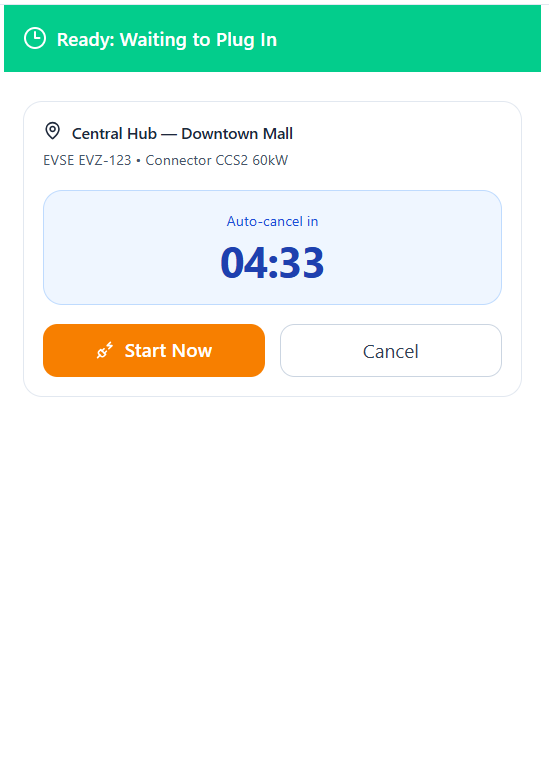 Ready: Waiting to Plug In
Central Hub — Downtown Mall
EVSE EVZ-123 • Connector CCS2 60kW
Auto-cancel in
04:33
Start Now
Cancel